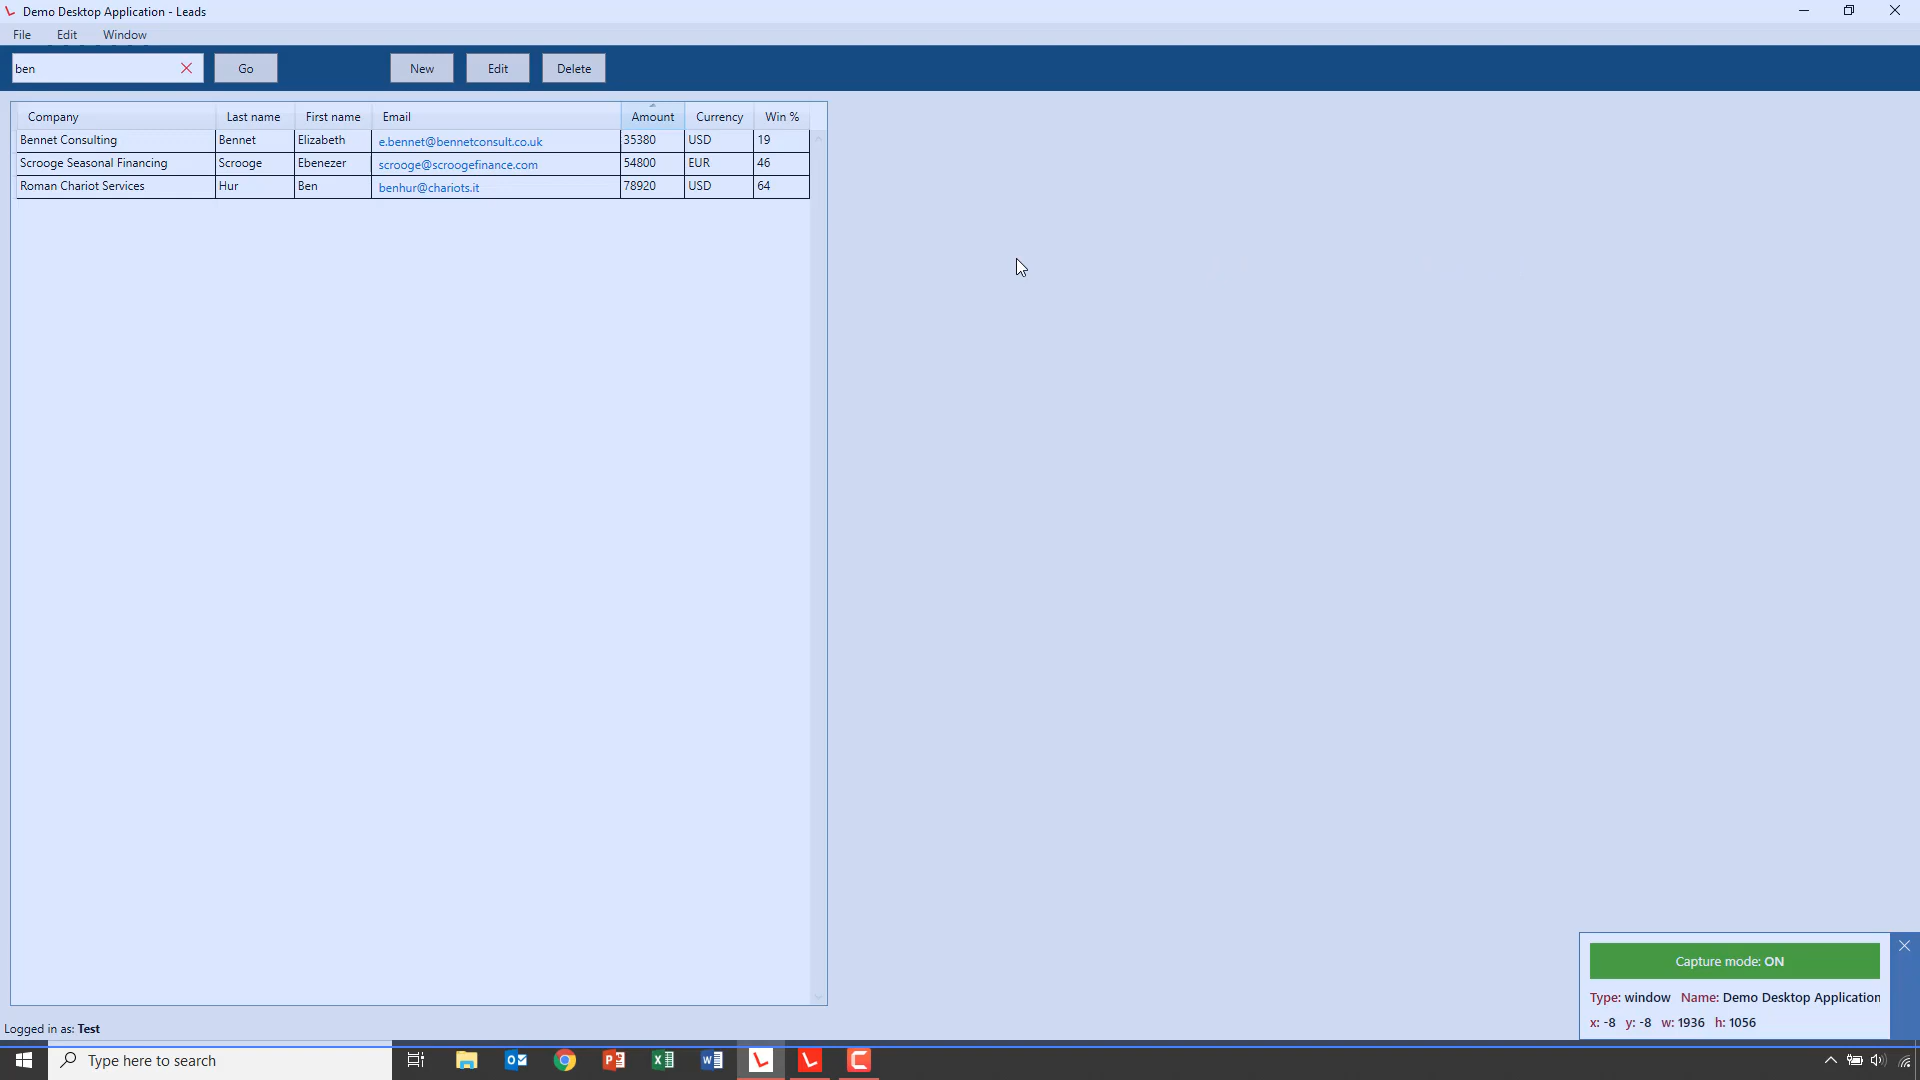 Demo Desktop Application - Leads
File Edit Window
ben Go New Edit Delete
Company Last name First name Email Amount Currency Win %
Bennet Consulting Bennet Elizabeth e.bennet@bennetconsult.co.uk 35380 USD 19
Scrooge Seasonal Financing Scrooge Ebenezer scrooge@scroogefinance.com 54800 EUR 46
Roman Chariot Services Hur Ben benhur@chariots.it 78920 USD 64
Capture mode: ON
Type: window Name: Demo Desktop Application
x: -8 y: -8 w: 1936 h: 1056
Logged in as: Test
Type here to search